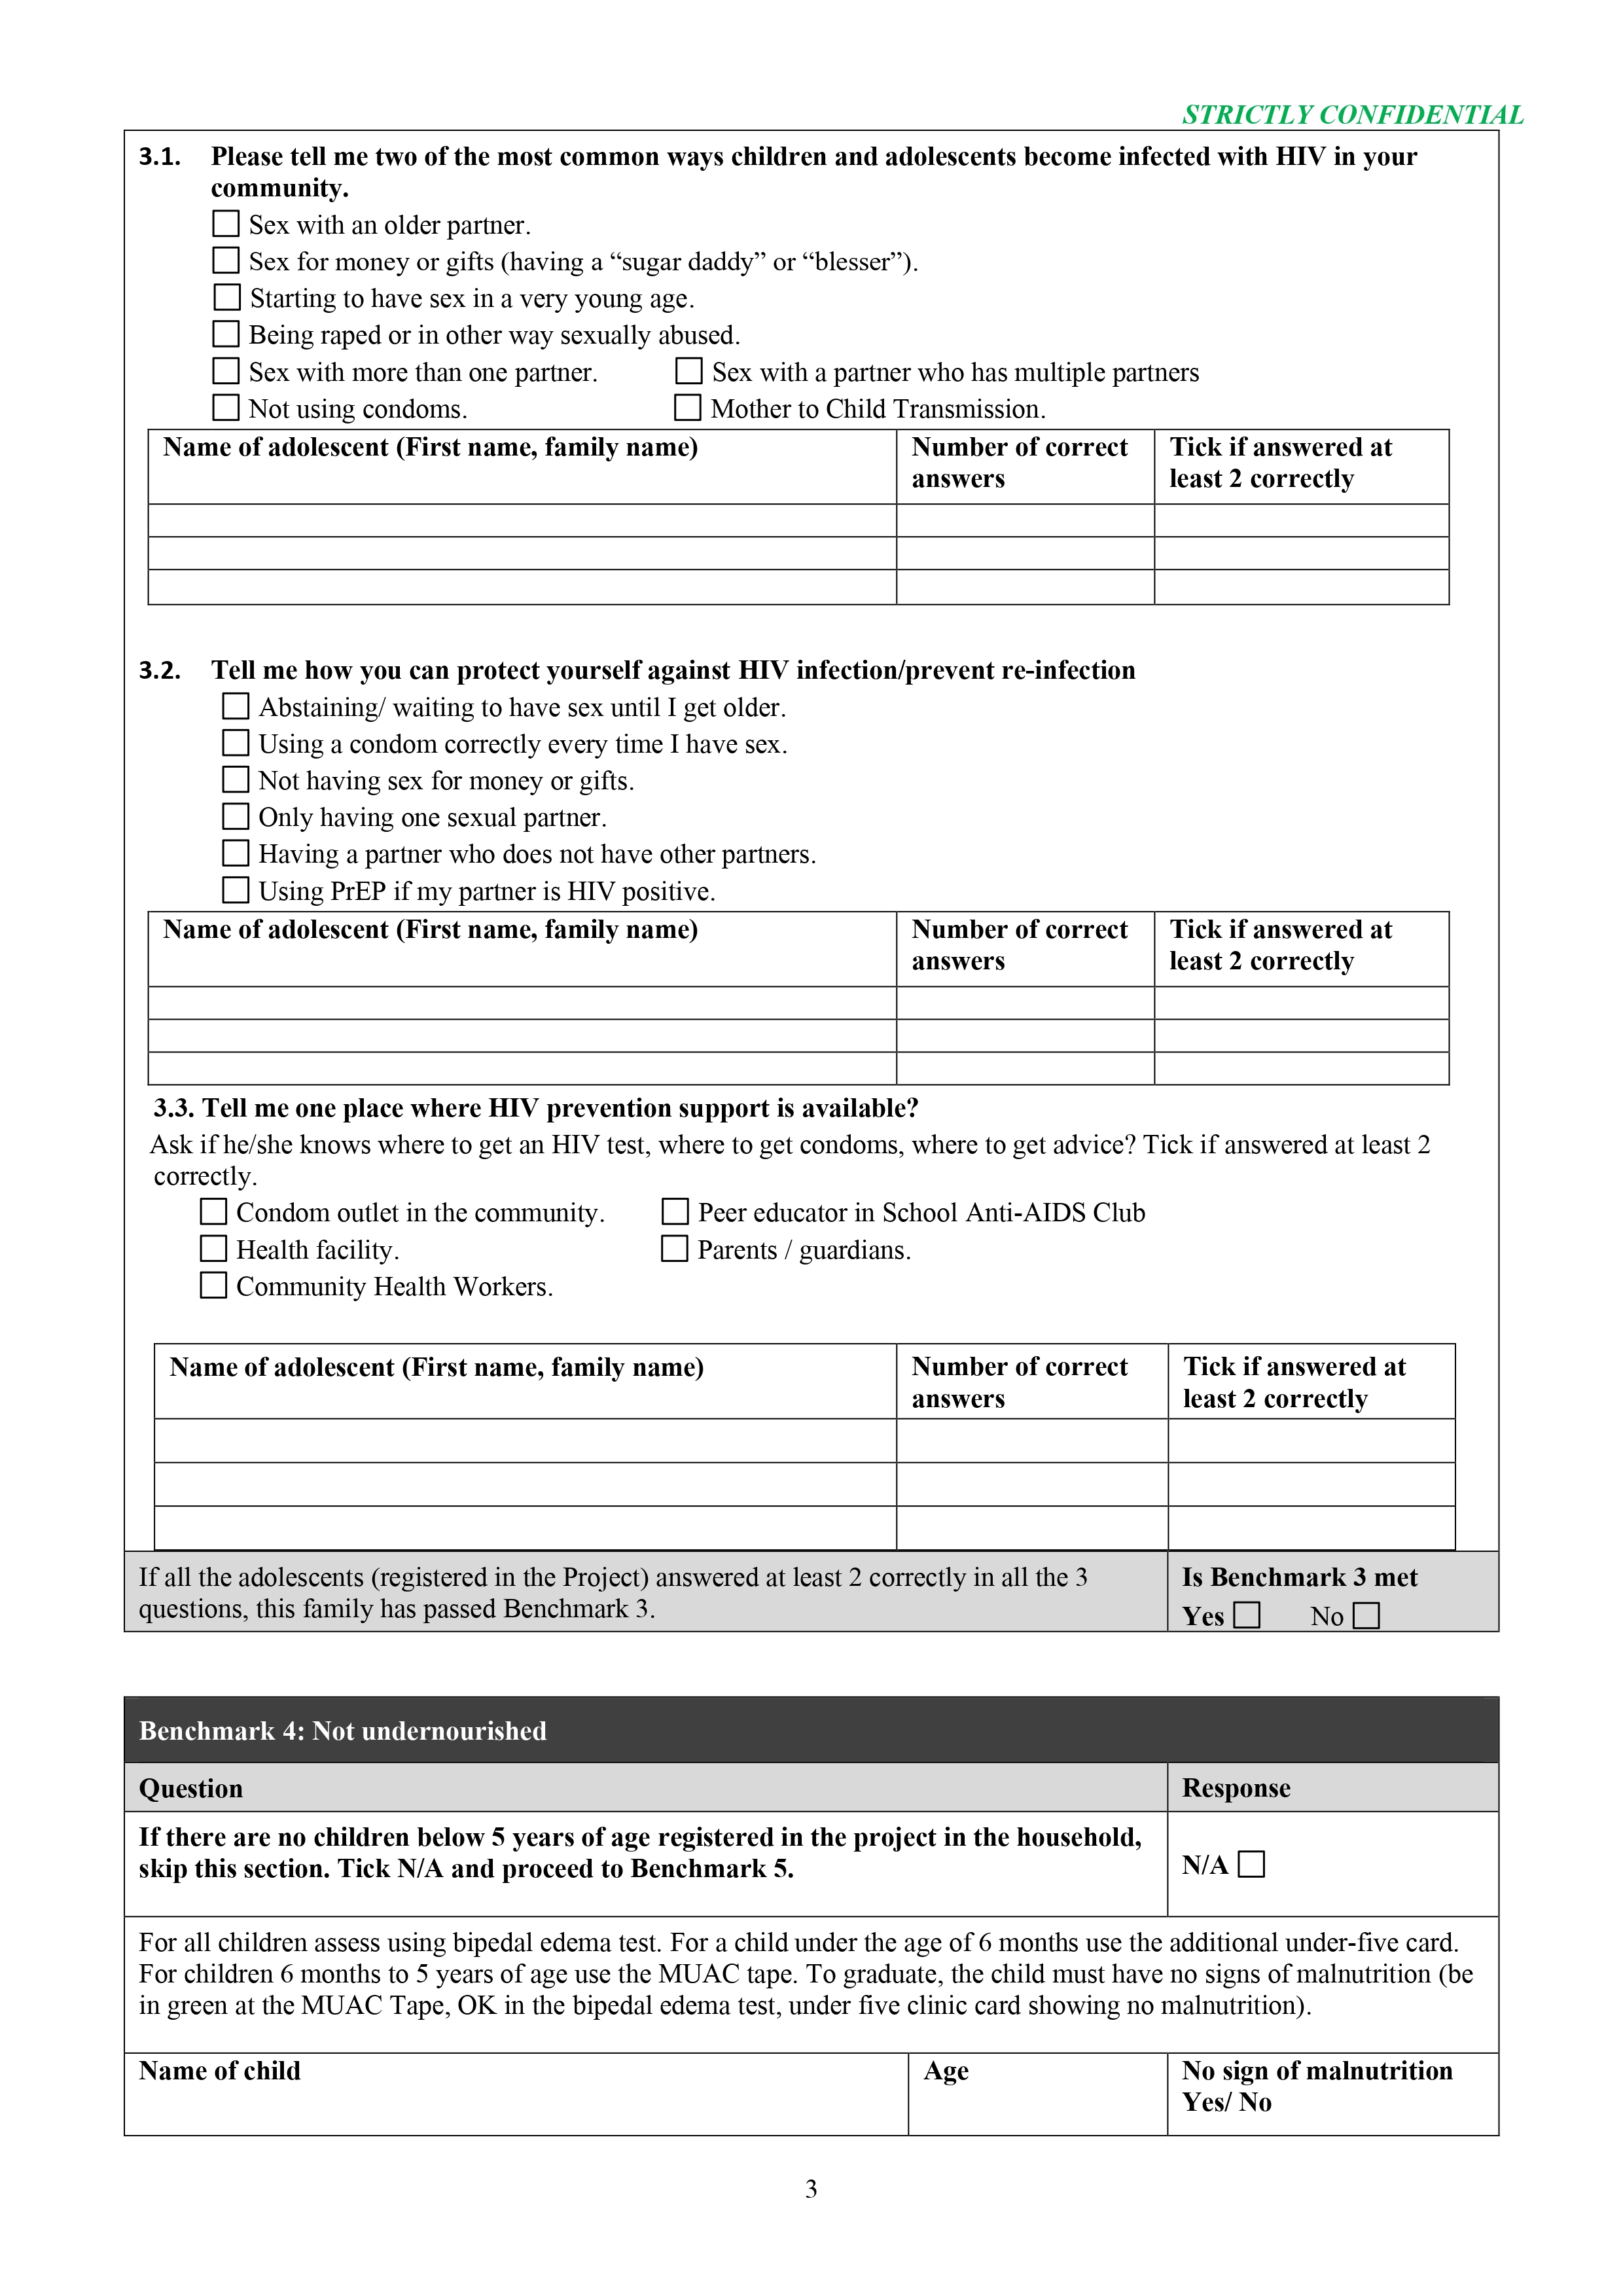 STRICTLY CONFIDENTIAL
3.1. Please tell me two of the most common ways children and adolescents become infected with HIV in your
community.
Sex with an older partner.
Sex for money or gifts (having a “sugar daddy” or “blesser”).
Starting to have sex in a very young age.
Being raped or in other way sexually abused.
Sex with more than one partner. Sex with a partner who has multiple partners
Not using condoms. Mother to Child Transmission.
Name of adolescent (First name, family name) Number of correct answers Tick if answered at least 2 correctly
3.2. Tell me how you can protect yourself against HIV infection/prevent re-infection
Abstaining/ waiting to have sex until I get older.
Using a condom correctly every time I have sex.
Not having sex for money or gifts.
Only having one sexual partner.
Having a partner who does not have other partners.
Using PrEP if my partner is HIV positive.
Name of adolescent (First name, family name) Number of correct answers Tick if answered at least 2 correctly
3.3. Tell me one place where HIV prevention support is available?
Ask if he/she knows where to get an HIV test, where to get condoms, where to get advice? Tick if answered at least 2
correctly.
Condom outlet in the community. Peer educator in School Anti-AIDS Club
Health facility. Parents / guardians.
Community Health Workers.
Name of adolescent (First name, family name) Number of correct answers Tick if answered at least 2 correctly
If all the adolescents (registered in the Project) answered at least 2 correctly in all the 3
questions, this family has passed Benchmark 3.
Is Benchmark 3 met
Yes No
Benchmark 4: Not undernourished
Question Response
If there are no children below 5 years of age registered in the project in the household,
skip this section. Tick N/A and proceed to Benchmark 5.
N/A
For all children assess using bipedal edema test. For a child under the age of 6 months use the additional under-five card.
For children 6 months to 5 years of age use the MUAC tape. To graduate, the child must have no signs of malnutrition (be
in green at the MUAC Tape, OK in the bipedal edema test, under five clinic card showing no malnutrition).
Name of child Age No sign of malnutrition
Yes/ No
3